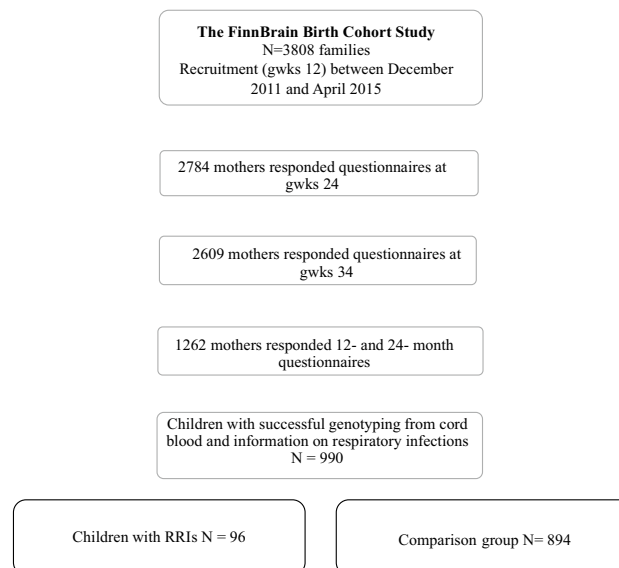 The FinnBrain Birth Cohort Study
N=3808 families
Recruitment (gwks 12) between December
2011 and April 2015
2784 mothers responded questionnaires at
gwks 24
2609 mothers responded questionnaires at
gwks 34
1262 mothers responded 12- and 24- month
questionnaires
Children with successful genotyping from cord
blood and information on respiratory infections
N = 990
Children with RRIs N = 96
Comparison group N= 894